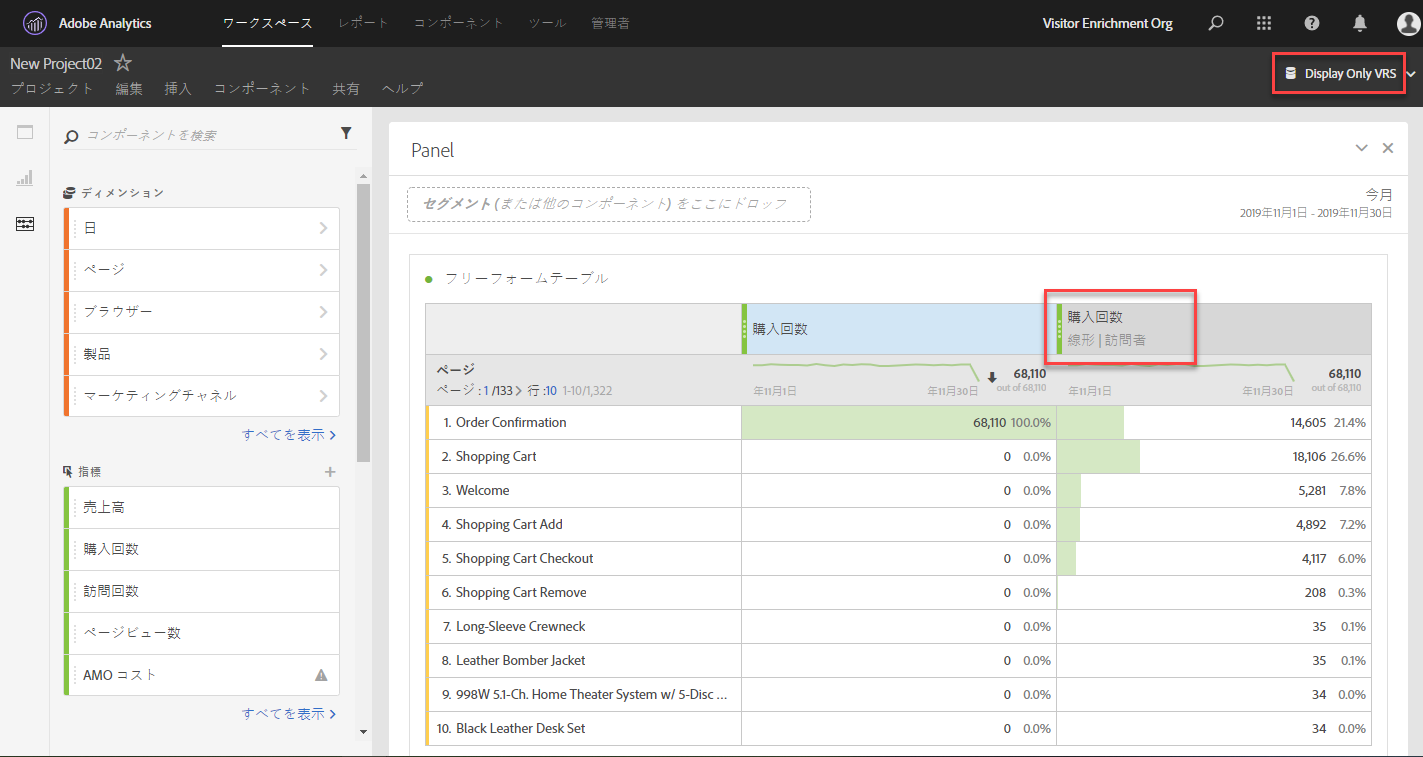 Adobe Analytics
ワークスペース
レポート
コンポーネント
ツール
管理者
Visitor Enrichment Org
New Project02
プロジェクト
編集
挿入
コンポーネント
共有
ヘルプ
Display Only VRS
コンポーネントを検索
ディメンション
日
ページ
ブラウザー
製品
マーケティングチャネル
すべてを表示
指標
売上高
購入回数
訪問回数
ページビュー数
AMO コスト
すべてを表示
Panel
セグメント (または他のコンポーネント) をここにドロップ
今月
2019年11月1日 - 2019年11月30日
フリーフォームテーブル
購入回数
購入回数
線形 | 訪問者
ページ
ページ : 1 /133 行 : 10 1-10/1,322
年11月1日
年11月30日
68,110
out of 68,110
年11月1日
年11月30日
68,110
out of 68,110
1. Order Confirmation 68,110 100.0% 14,605 21.4%
2. Shopping Cart 0 0.0% 18,106 26.6%
3. Welcome 0 0.0% 5,281 7.8%
4. Shopping Cart Add 0 0.0% 4,892 7.2%
5. Shopping Cart Checkout 0 0.0% 4,117 6.0%
6. Shopping Cart Remove 0 0.0% 208 0.3%
7. Long-Sleeve Crewneck 0 0.0% 35 0.1%
8. Leather Bomber Jacket 0 0.0% 35 0.1%
9. 998W 5.1-Ch. Home Theater System w/ 5-Disc ... 0 0.0% 34 0.0%
10. Black Leather Desk Set 0 0.0% 34 0.0%